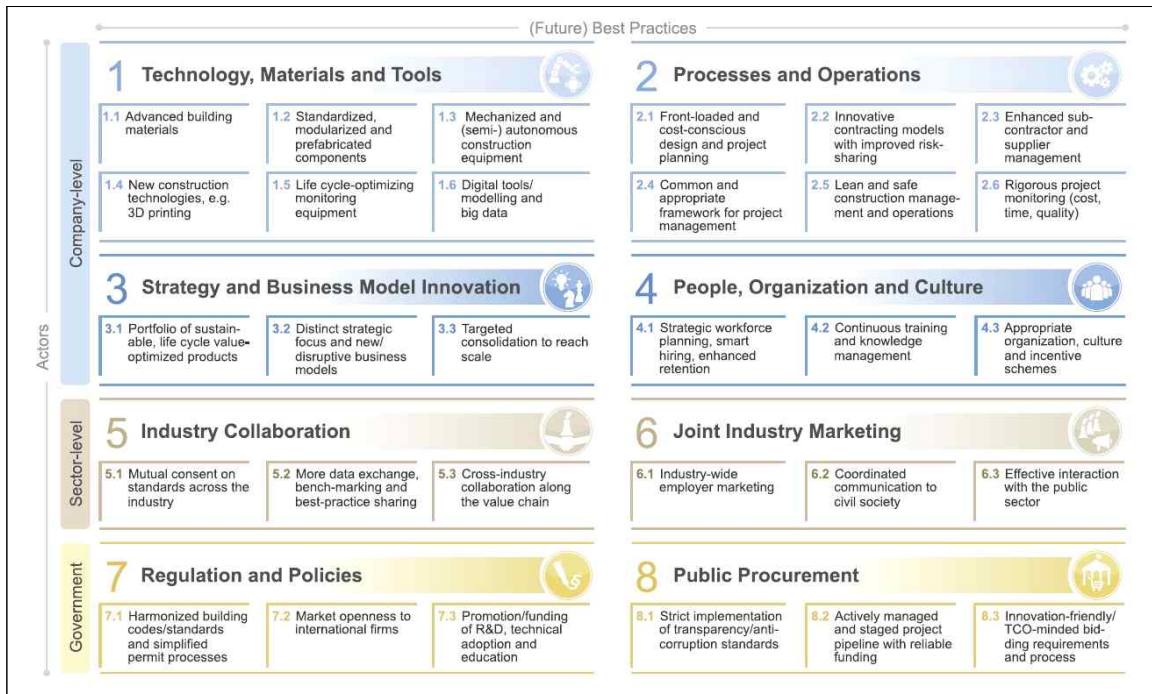 (Future) Best Practices
Actors
Company-level
1 Technology, Materials and Tools
1.1 Advanced building
materials
1.2 Standardized,
modularized and
prefabricated
components
1.3 Mechanized and
(semi-) autonomous
construction
equipment
1.4 New construction
technologies, e.g.
3D printing
1.5 Life cycle-optimizing
monitoring
equipment
1.6 Digital tools/
modelling and
big data
2 Processes and Operations
2.1 Front-loaded and
cost-conscious
design and project
planning
2.2 Innovative
contracting models
with improved risk-
sharing
2.3 Enhanced sub-
contractor and
supplier
management
2.4 Common and
appropriate
framework for project
management
2.5 Lean and safe
construction manage-
ment and operations
2.6 Rigorous project
monitoring (cost,
time, quality)
3 Strategy and Business Model Innovation
3.1 Portfolio of sustain-
able, life cycle value-
optimized products
3.2 Distinct strategic
focus and new/
disruptive business
models
3.3 Targeted
consolidation to reach
scale
4 People, Organization and Culture
4.1 Strategic workforce
planning, smart
hiring, enhanced
retention
4.2 Continuous training
and knowledge
management
4.3 Appropriate
organization, culture
and incentive
schemes
Sector-level
5 Industry Collaboration
5.1 Mutual consent on
standards across the
industry
5.2 More data exchange,
bench-marking and
best-practice sharing
5.3 Cross-industry
collaboration along
the value chain
6 Joint Industry Marketing
6.1 Industry-wide
employer marketing
6.2 Coordinated
communication to
civil society
6.3 Effective interaction
with the public
sector
Government
7 Regulation and Policies
§
7.1 Harmonized building
codes/standards
and simplified
permit processes
7.2 Market openness to
international firms
7.3 Promotion/funding
of R&D, technical
adoption and
education
8 Public Procurement
8.1 Strict implementation
of transparency/anti-
corruption standards
8.2 Actively managed
and staged project
pipeline with reliable
funding
8.3 Innovation-friendly/
TCO-minded bid-
ding requirements
and process